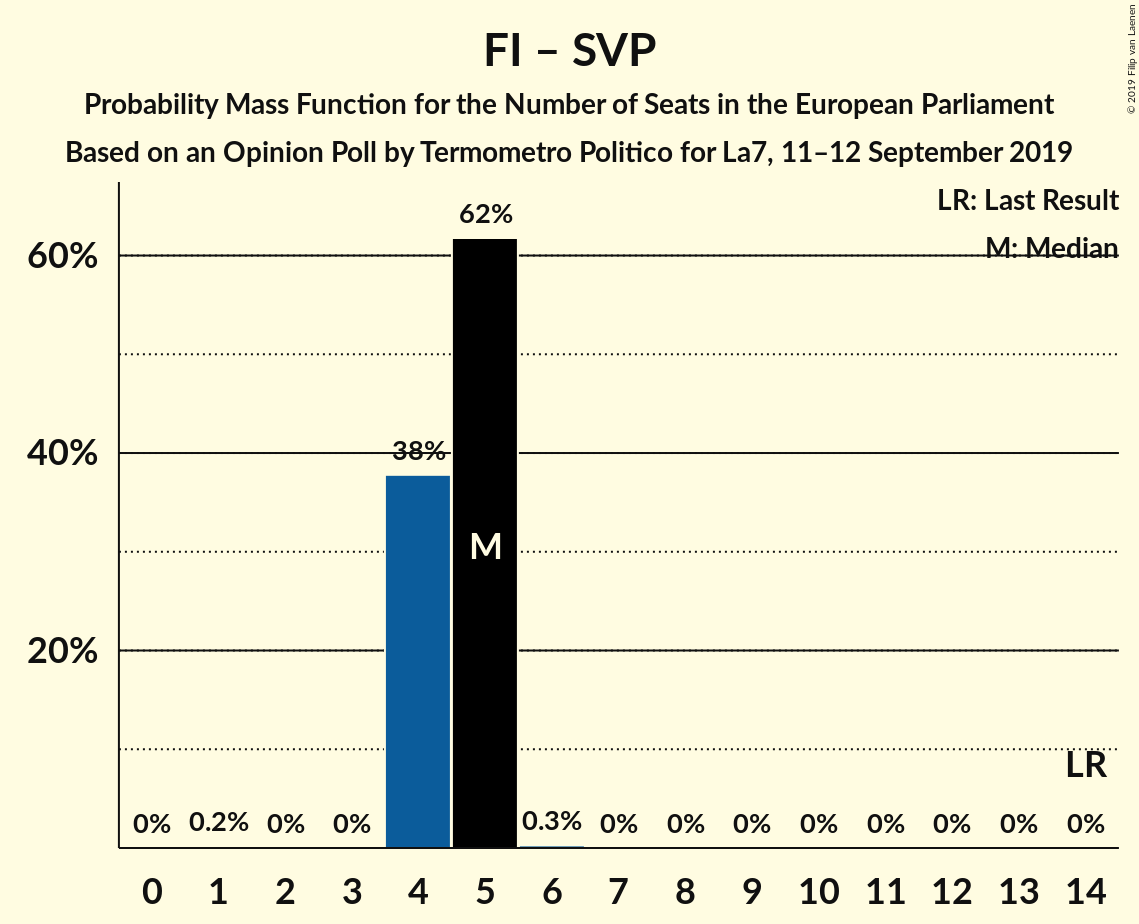 FI – SVP
Probability Mass Function for the Number of Seats in the European Parliament
Based on an Opinion Poll by Termometro Politico for La7, 11–12 September 2019
© 2019 Filip van Laenen
LR: Last Result
M: Median
60%
40%
20%
0%
0.2%
0%
0%
38%
62%
M
0.3%
0%
0%
0%
0%
0%
0%
0%
0%
LR
0 1 2 3 4 5 6 7 8 9 10 11 12 13 14